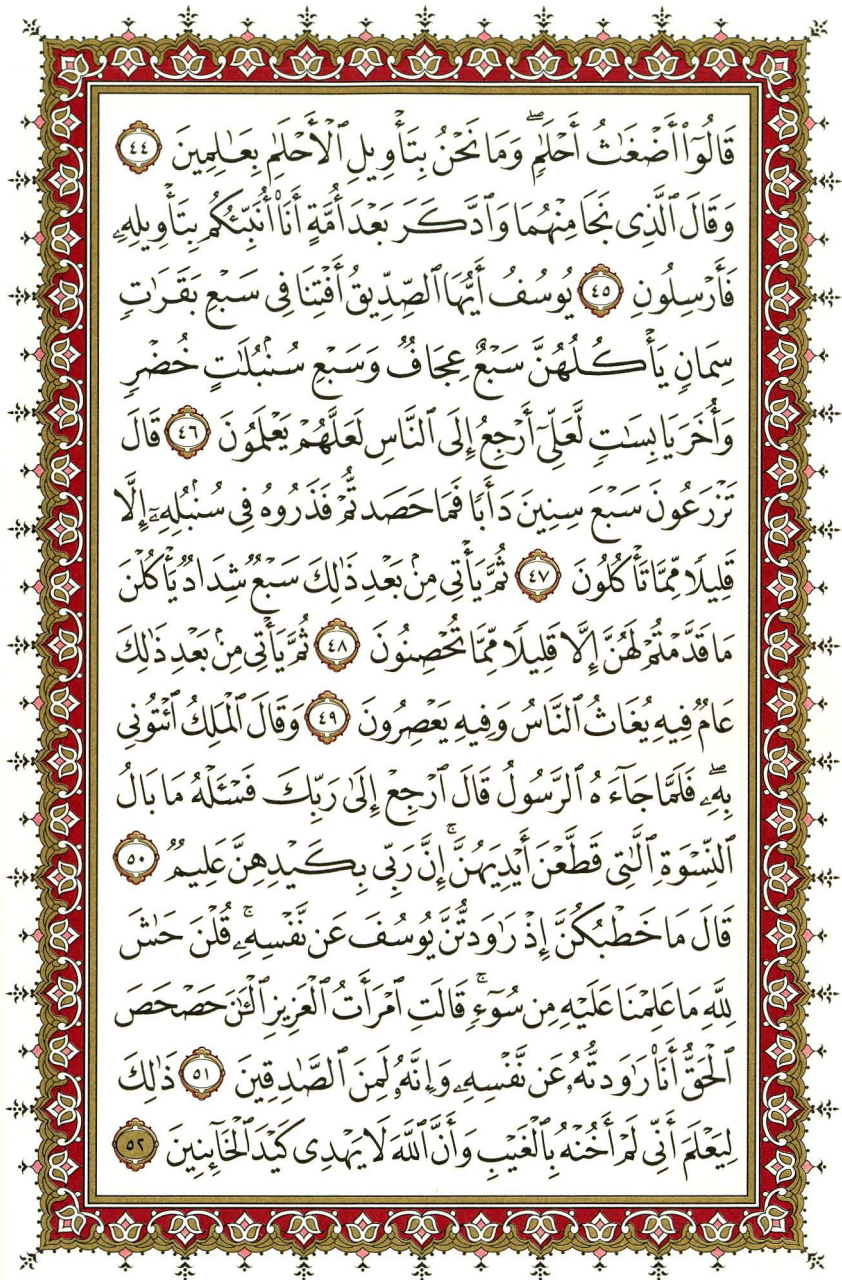 قَالُوٓا۟ أَضْغَٰثُ أَحْلَٰمٍۖ وَمَا نَحْنُ بِتَأْوِيلِ ٱلْأَحْلَٰمِ بِعَٰلِمِينَ ٤٤
وَقَالَ ٱلَّذِى نَجَا مِنْهُمَا وَٱدَّكَرَ بَعْدَ أُمَّةٍ أَنَا۠ أُنَبِّئُكُم بِتَأْوِيلِهِۦ
فَأَرْسِلُونِ ٤٥ يُوسُفُ أَيُّهَا ٱلصِّدِّيقُ أَفْتِنَا فِى سَبْعِ بَقَرَٰتٍ
سِمَانٍ يَأْكُلُهُنَّ سَبْعٌ عِجَافٌ وَسَبْعِ سُنۢبُلَٰتٍ خُضْرٍ
وَأُخَرَ يَابِسَٰتٍ لَّعَلِّىٓ أَرْجِعُ إِلَى ٱلنَّاسِ لَعَلَّهُمْ يَعْلَمُونَ ٤٦ قَالَ
تَزْرَعُونَ سَبْعَ سِنِينَ دَأَبًا فَمَا حَصَدتُّمْ فَذَرُوهُ فِى سُنۢبُلِهِۦٓ إِلَّا
قَلِيلًا مِّمَّا تَأْكُلُونَ ٤٧ ثُمَّ يَأْتِى مِنۢ بَعْدِ ذَٰلِكَ سَبْعٌ شِدَادٌ يَأْكُلْنَ
مَا قَدَّمْتُمْ لَهُنَّ إِلَّا قَلِيلًا مِّمَّا تُحْصِنُونَ ٤٨ ثُمَّ يَأْتِى مِنۢ بَعْدِ ذَٰلِكَ
عَامٌ فِيهِ يُغَاثُ ٱلنَّاسُ وَفِيهِ يَعْصِرُونَ ٤٩ وَقَالَ ٱلْمَلِكُ ٱئْتُونِى
بِهِۦۖ فَلَمَّا جَآءَهُ ٱلرَّسُولُ قَالَ ٱرْجِعْ إِلَىٰ رَبِّكَ فَسْـَٔلْهُ مَا بَالُ
ٱلنِّسْوَةِ ٱلَّٰتِى قَطَّعْنَ أَيْدِيَهُنَّۚ إِنَّ رَبِّى بِكَيْدِهِنَّ عَلِيمٌ ٥٠
قَالَ مَا خَطْبُكُنَّ إِذْ رَٰوَدتُّنَّ يُوسُفَ عَن نَّفْسِهِۦۚ قُلْنَ حَٰشَ
لِلَّهِ مَا عَلِمْنَا عَلَيْهِ مِن سُوٓءٍۚ قَالَتِ ٱمْرَأَتُ ٱلْعَزِيزِ ٱلْـَٰٔنَ حَصْحَصَ
ٱلْحَقُّ أَنَا۠ رَٰوَدتُّهُۥ عَن نَّفْسِهِۦ وَإِنَّهُۥ لَمِنَ ٱلصَّٰدِقِينَ ٥١ ذَٰلِكَ
لِيَعْلَمَ أَنِّى لَمْ أَخُنْهُ بِٱلْغَيْبِ وَأَنَّ ٱللَّهَ لَا يَهْدِى كَيْدَ ٱلْخَآئِنِينَ ٥٢